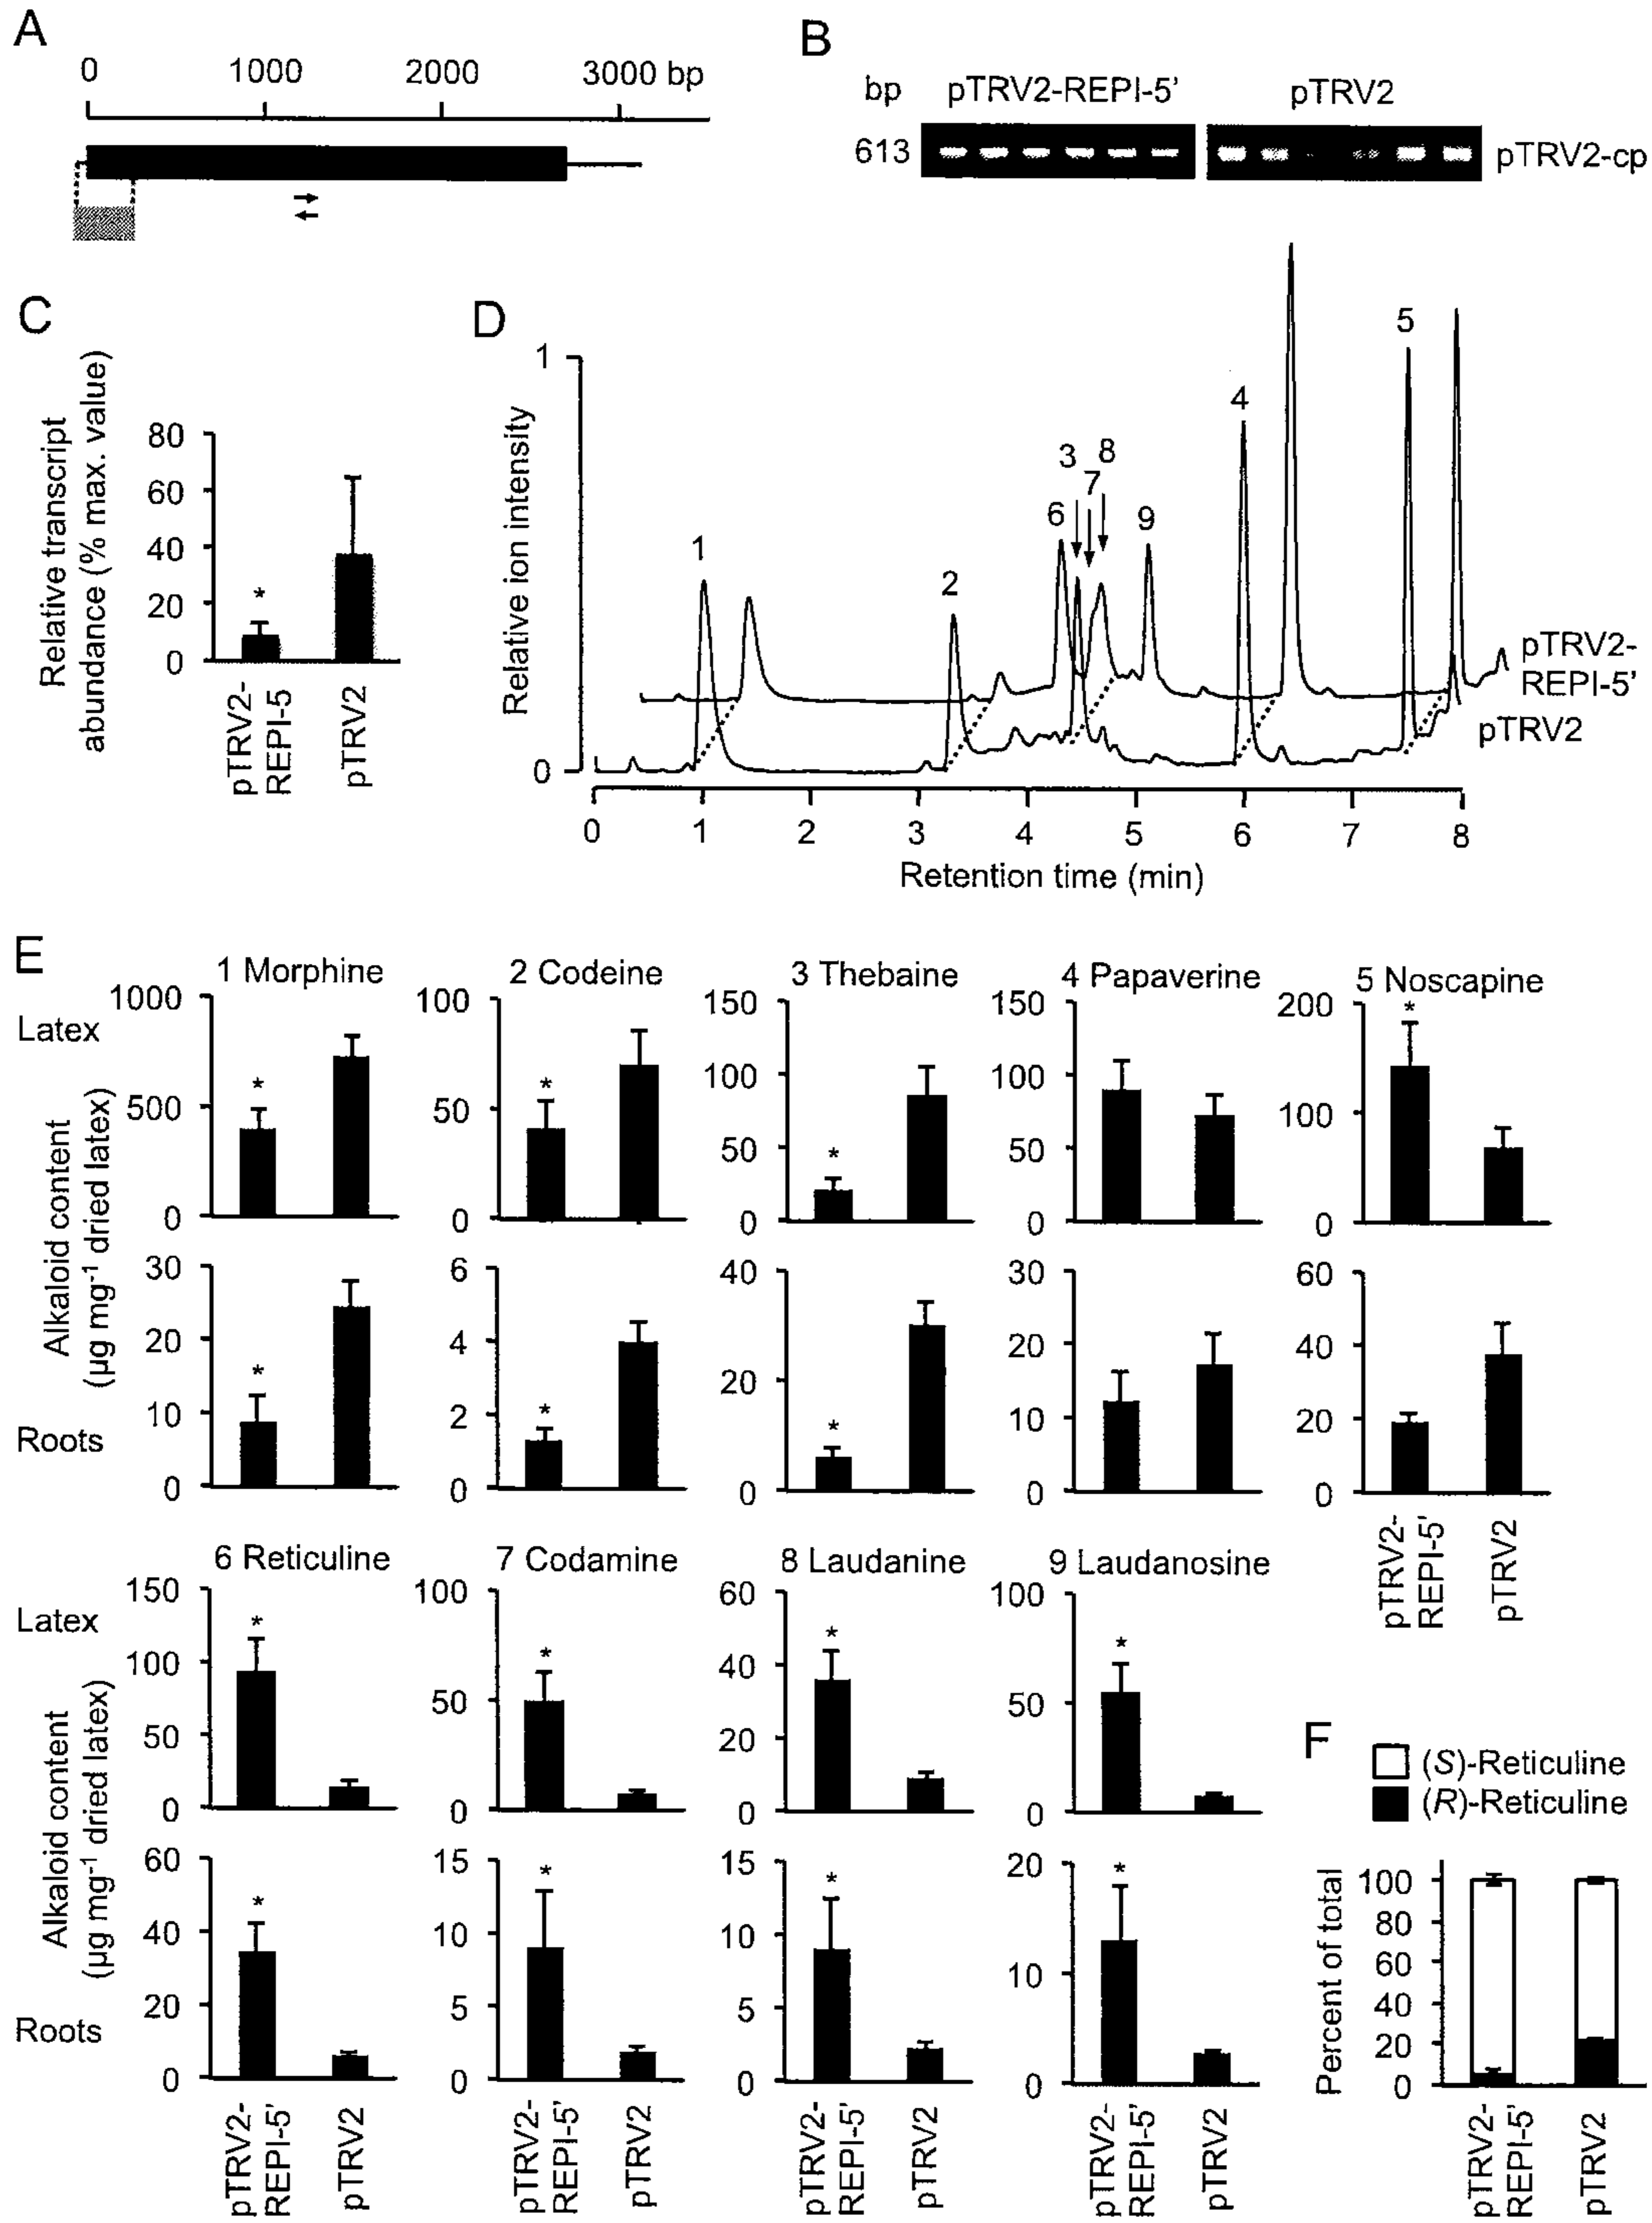 A
0 1000 2000 3000 bp
B
bp pTRV2-REPI-5' pTRV2
613 pTRV2-cp
C
Relative transcript
abundance (% max. value)
80
60
40
20
0
*
pTRV2-
REPI-5
pTRV2
D
Relative ion intensity
1
0
1
2
6
3
7
8
9
4
5
pTRV2-
REPI-5'
pTRV2
0 1 2 3 4 5 6 7 8
Retention time (min)
E
Latex
Roots
Alkaloid content
(µg mg-1 dried latex)
1 Morphine
1000
500
0
*
30
20
10
0
*
2 Codeine
100
50
0
*
6
4
2
0
*
3 Thebaine
150
100
50
0
*
40
20
0
*
4 Papaverine
150
100
50
0
30
20
10
0
5 Noscapine
200
100
0
*
60
40
20
0
pTRV2-
REPI-5'
pTRV2
Latex
Roots
Alkaloid content
(µg mg-1 dried latex)
6 Reticuline
150
100
50
0
*
60
40
20
0
*
pTRV2-
REPI-5'
pTRV2
7 Codamine
100
50
0
*
15
10
5
0
*
pTRV2-
REPI-5'
pTRV2
8 Laudanine
60
40
20
0
*
15
10
5
0
*
pTRV2-
REPI-5'
pTRV2
9 Laudanosine
100
50
0
*
20
10
0
*
pTRV2-
REPI-5'
pTRV2
F
(S)-Reticuline
(R)-Reticuline
Percent of total
100
80
60
40
20
0
pTRV2-
REPI-5'
pTRV2